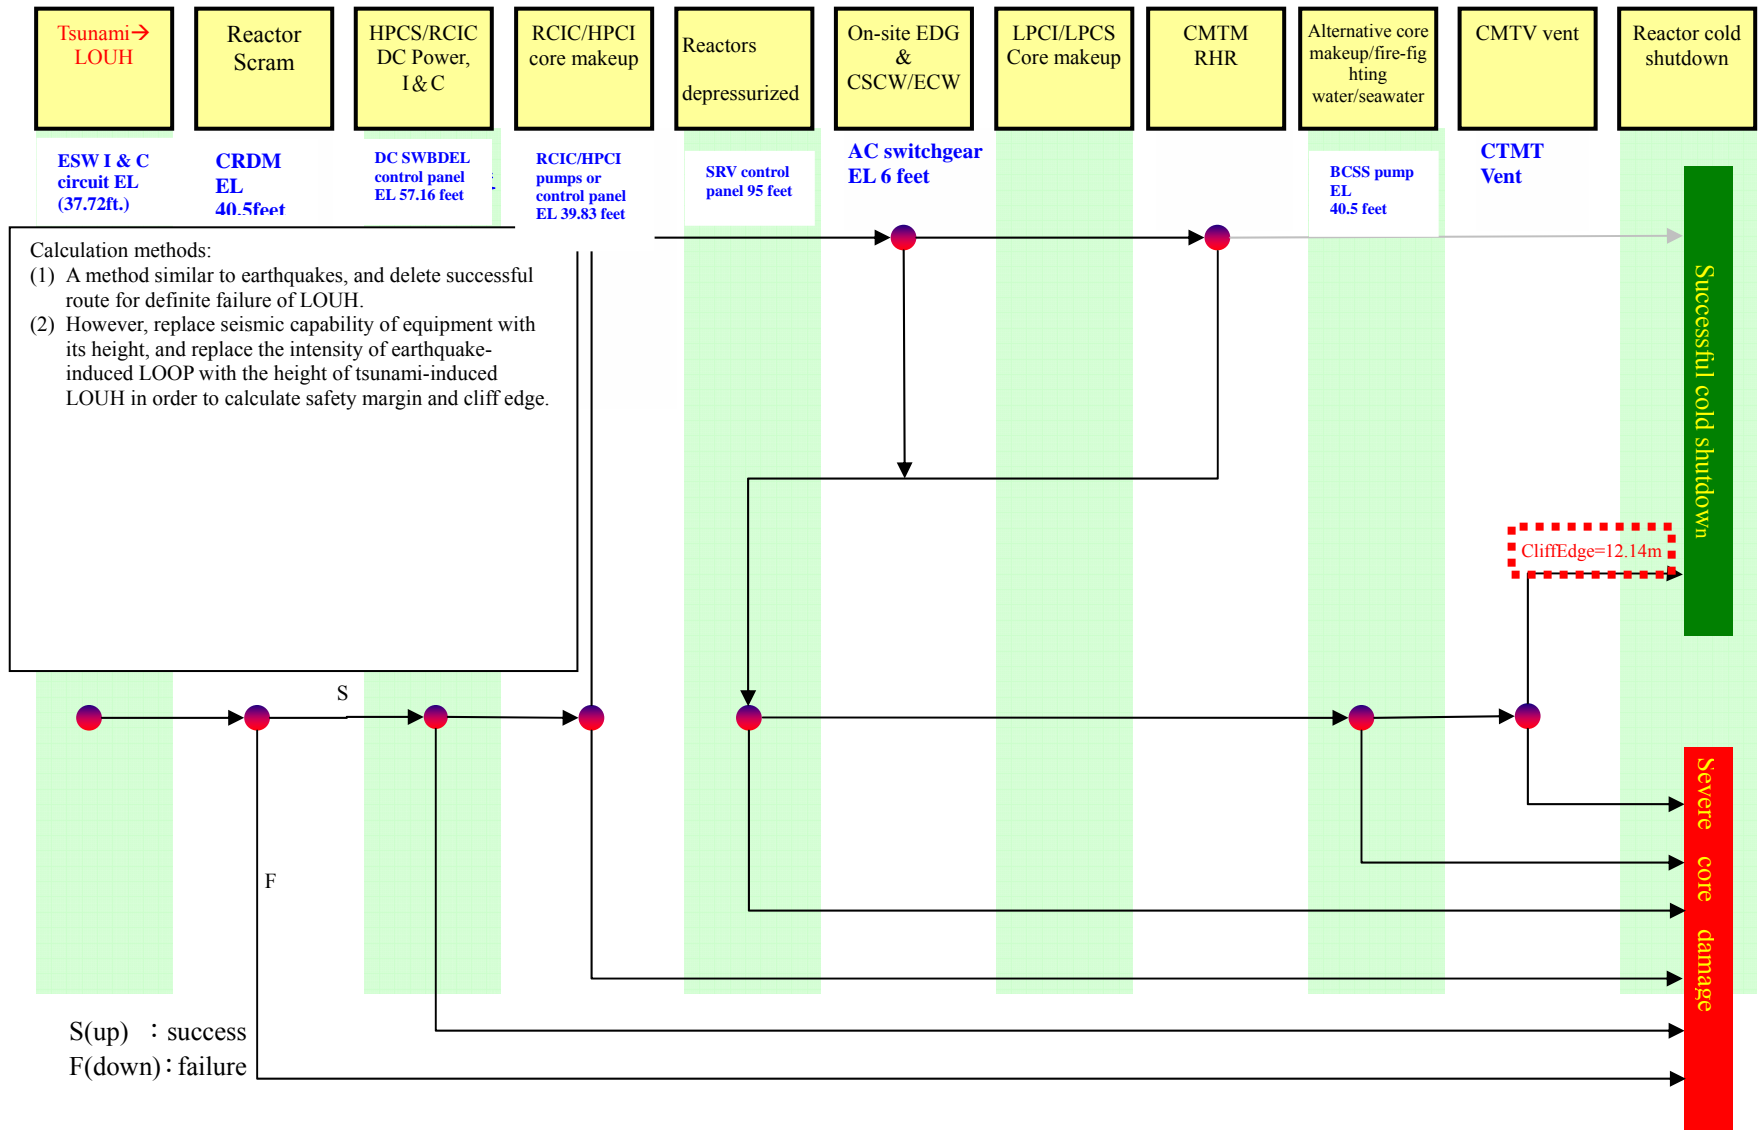 Tsunami→
LOUH
Reactor
Scram
HPCS/RCIC
DC Power,
I＆C
RCIC/HPCI
core makeup
Reactors
depressurized
On-site EDG
&
CSCW/ECW
LPCI/LPCS
Core makeup
CMTM
RHR
Alternative core
makeup/fire-fig
hting
water/seawater
CMTV vent
Reactor cold
shutdown
ESW I & C
circuit EL
(37.72ft.)
CRDM
EL
40.5feet
DC SWBDEL
control panel
EL 57.16 feet
RCIC/HPCI
pumps or
control panel
EL 39.83 feet
SRV control
panel 95 feet
AC switchgear
EL 6 feet
BCSS pump
EL
40.5 feet
CTMT
Vent
Calculation methods:
(1) A method similar to earthquakes, and delete successful
route for definite failure of LOUH.
(2) However, replace seismic capability of equipment with
its height, and replace the intensity of earthquake-
induced LOOP with the height of tsunami-induced
LOUH in order to calculate safety margin and cliff edge.
Successful cold shutdown
CliffEdge=12.14m
S
F
Severe core damage
S(up) ：success
F(down)：failure